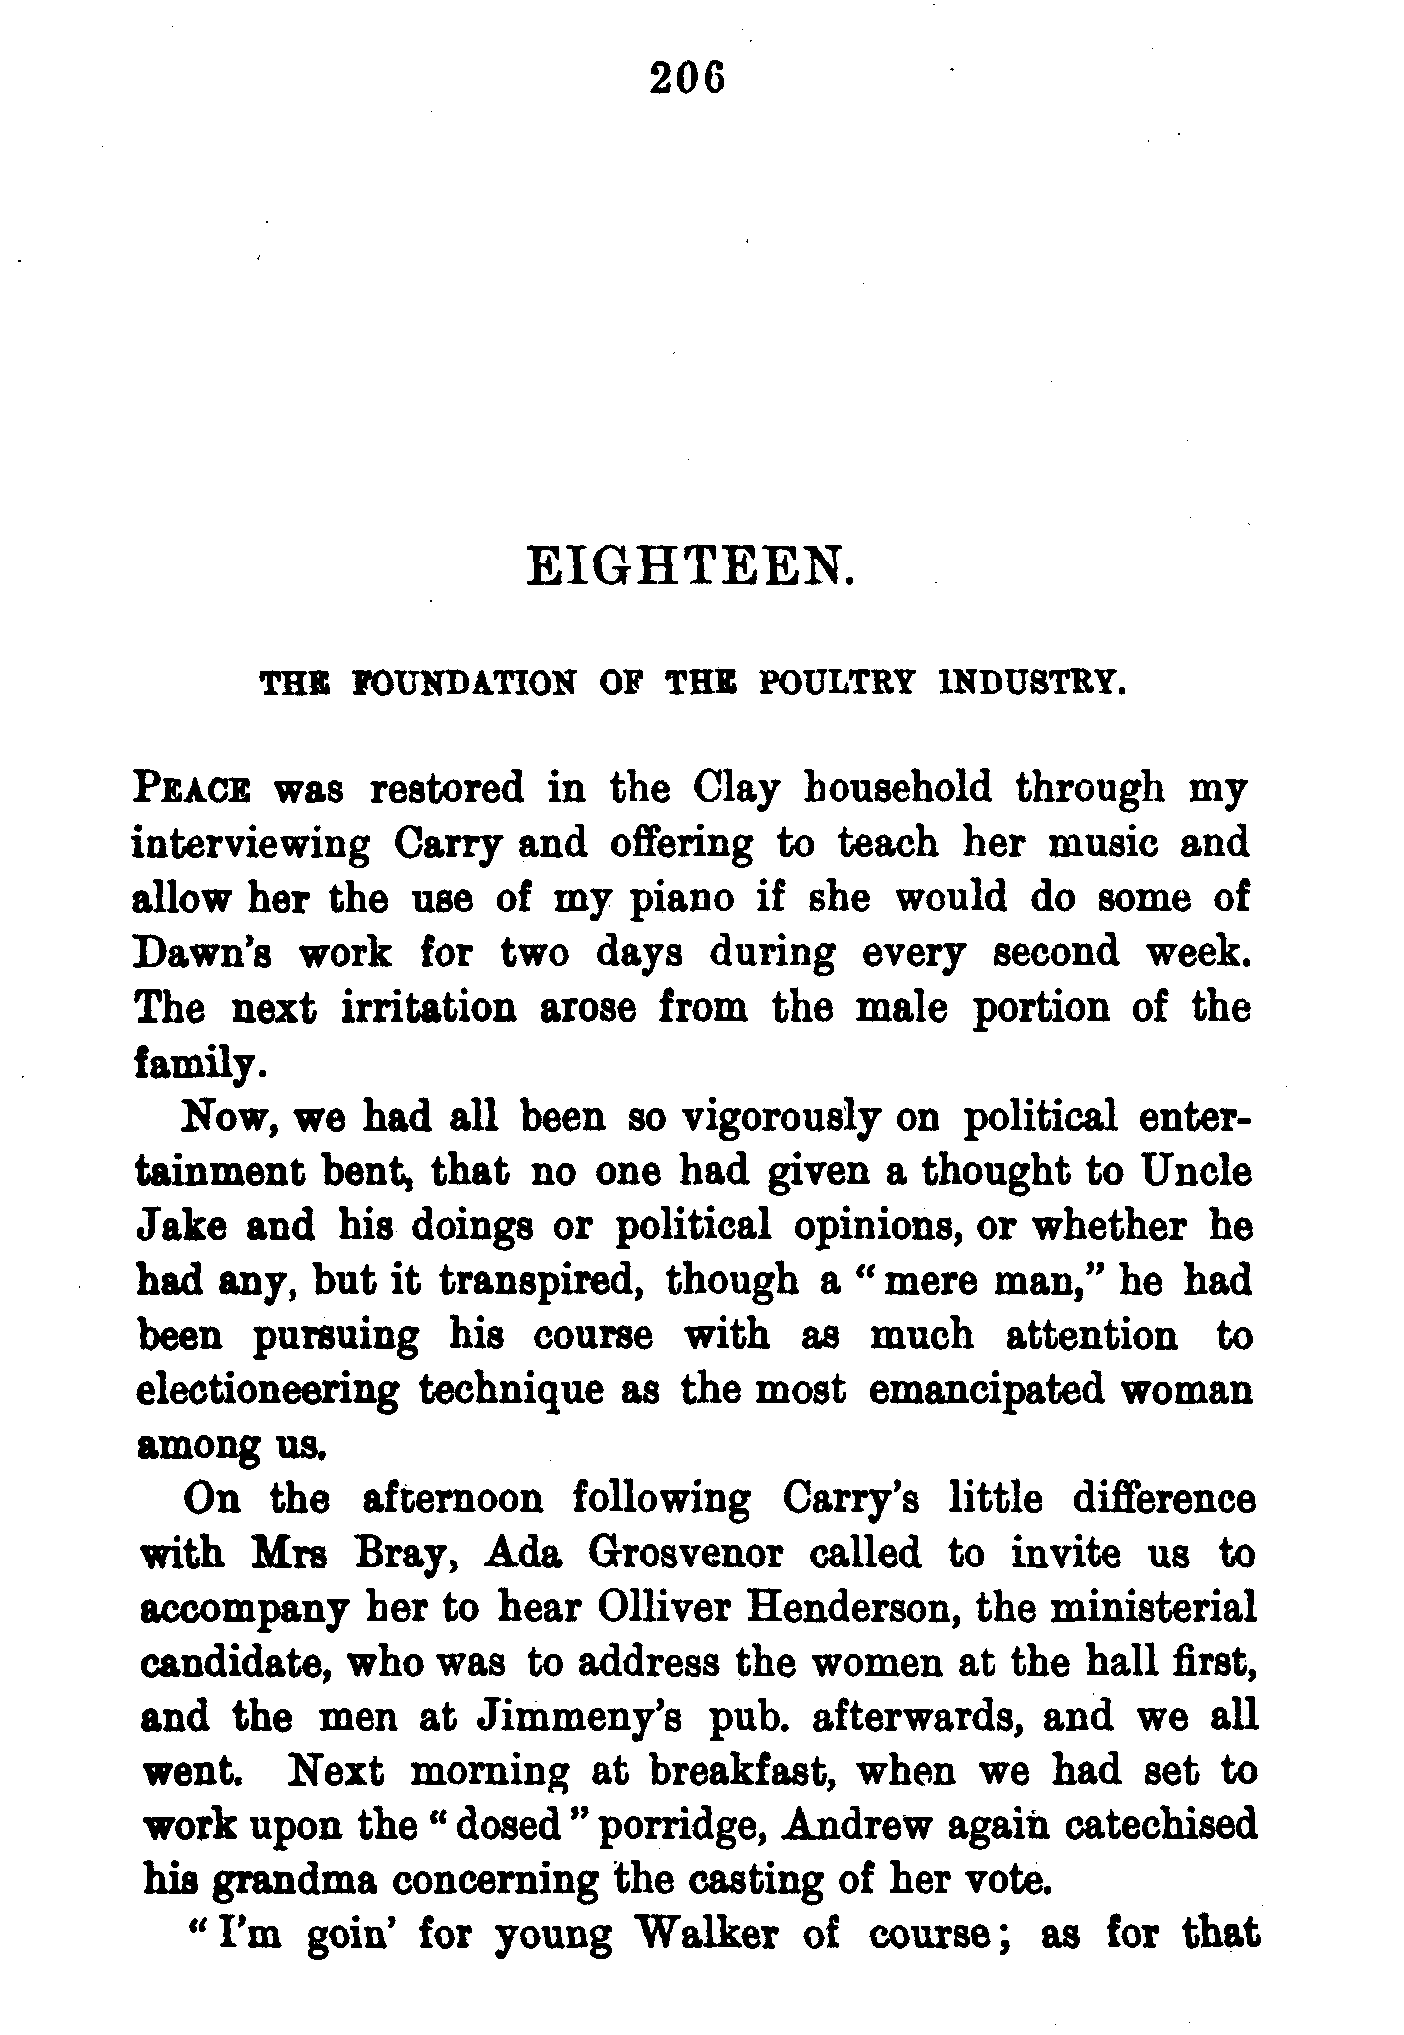 206
EIGHTEEN.
THE FOUNDATION OF THE POULTRY INDUSTRY.
PEACE was restored in the Clay household through my
interviewing Carry and offering to teach her music and
allow her the use of my piano if she would do some of
Dawn's work for two days during every second week.
The next irritation arose from the male portion of the
family.
Now, we had all been so vigorously on political enter-
tainment bent, that no one had given a thought to Uncle
Jake and his doings or political opinions, or whether he
had any, but it transpired, though a “mere man,” he had
been pursuing his course with as much attention to
electioneering technique as the most emancipated woman
among us.
On the afternoon following Carry's little difference
with Mrs Bray, Ada Grosvenor called to invite us to
accompany her to hear Olliver Henderson, the ministerial
candidate, who was to address the women at the hall first,
and the men at Jimmeny's pub. afterwards, and we all
went. Next morning at breakfast, when we had set to
work upon the “dosed” porridge, Andrew again catechised
his grandma concerning the casting of her vote.
“I'm goin' for young Walker of course; as for that